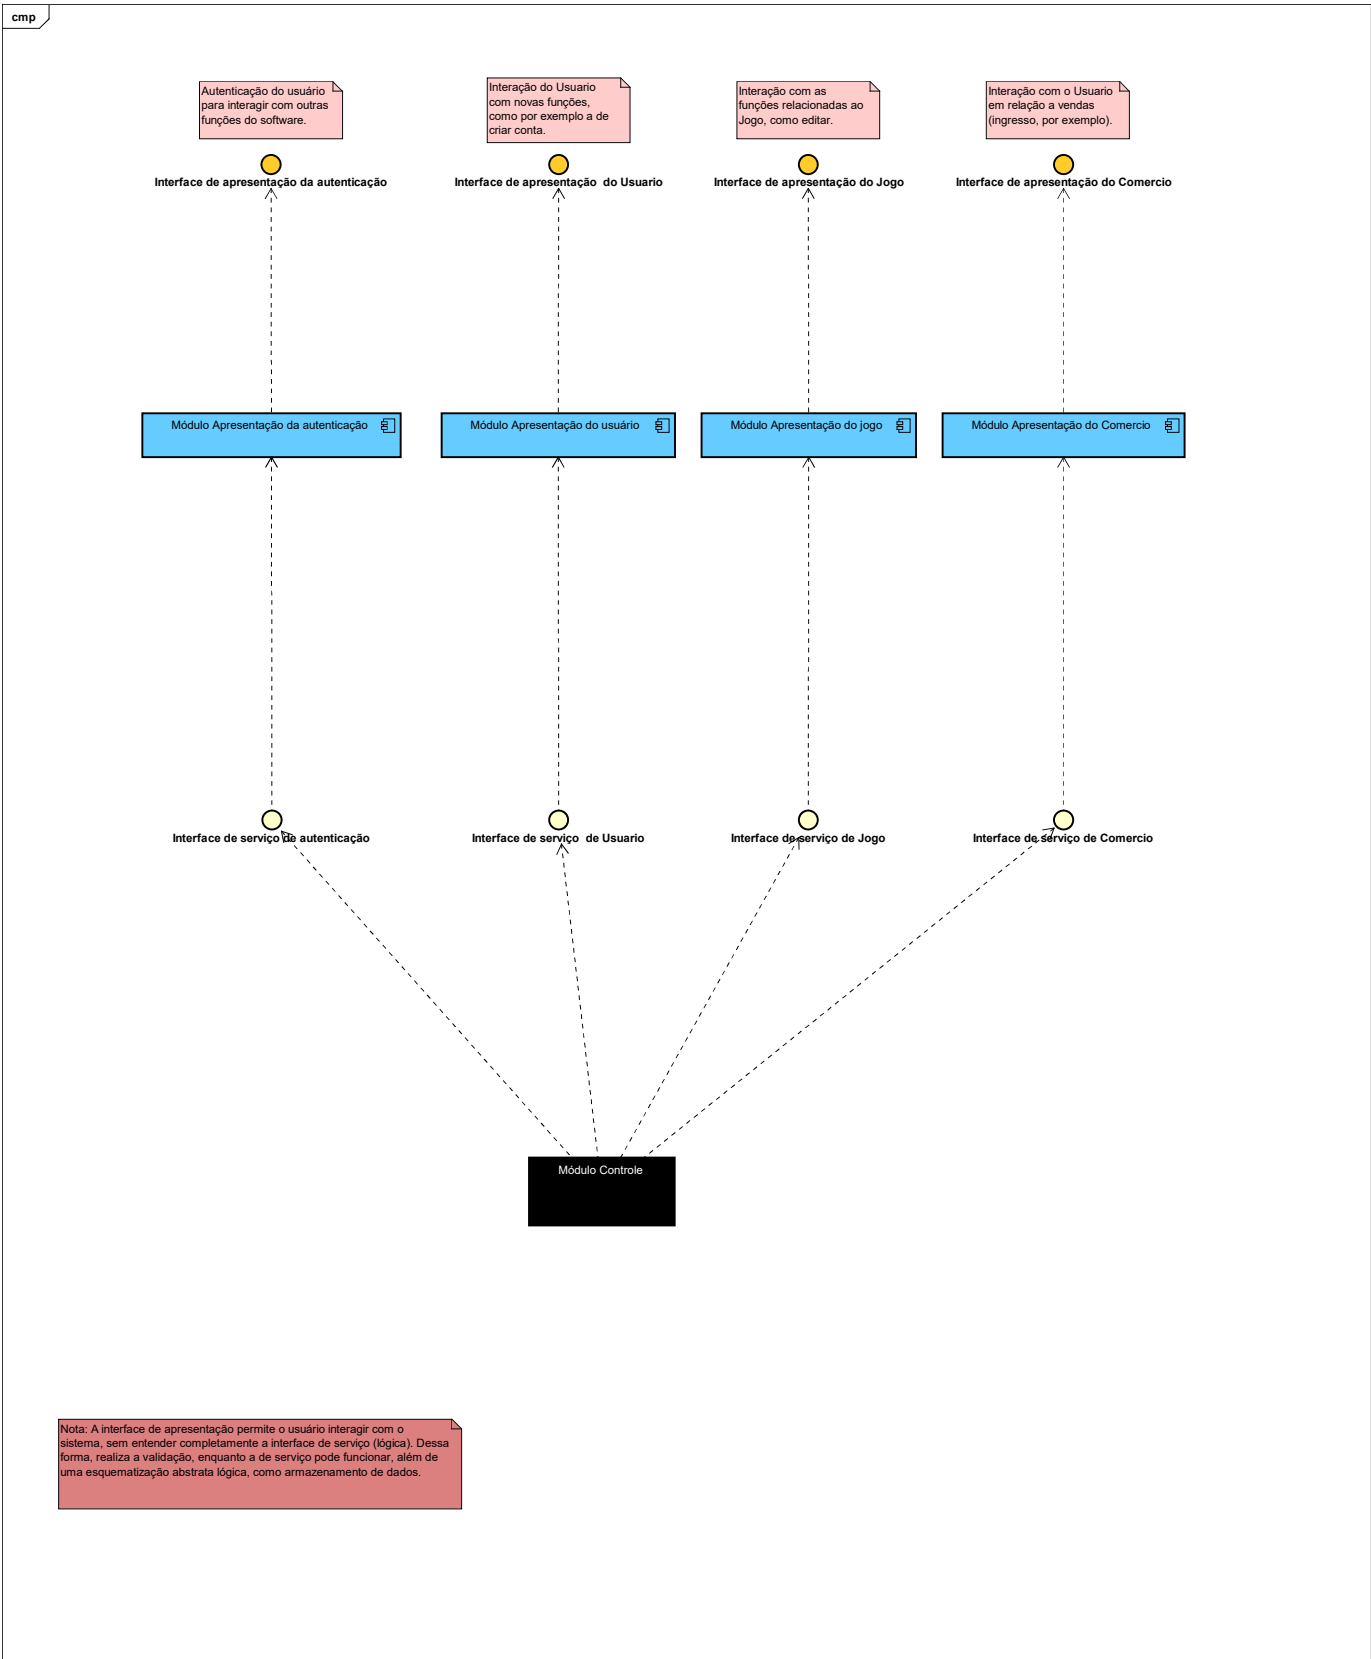 cmp
Autenticação do usuário
para interagir com outras
funções do software.
Interação do Usuario
com novas funções,
como por exemplo a de
criar conta.
Interação com as
funções relacionadas ao
Jogo, como editar.
Interação com o Usuario
em relação a vendas
(ingresso, por exemplo).
Interface de apresentação da autenticação
Interface de apresentação  do Usuario
Interface de apresentação do Jogo
Interface de apresentação do Comercio
Módulo Apresentação da autenticação
Módulo Apresentação do usuário
Módulo Apresentação do jogo
Módulo Apresentação do Comercio
Interface de serviço de autenticação
Interface de serviço  de Usuario
Interface de serviço de Jogo
Interface de serviço de Comercio
Módulo Controle
Nota: A interface de apresentação permite o usuário interagir com o
sistema, sem entender completamente a interface de serviço (lógica). Dessa
forma, realiza a validação, enquanto a de serviço pode funcionar, além de
uma esquematização abstrata lógica, como armazenamento de dados.